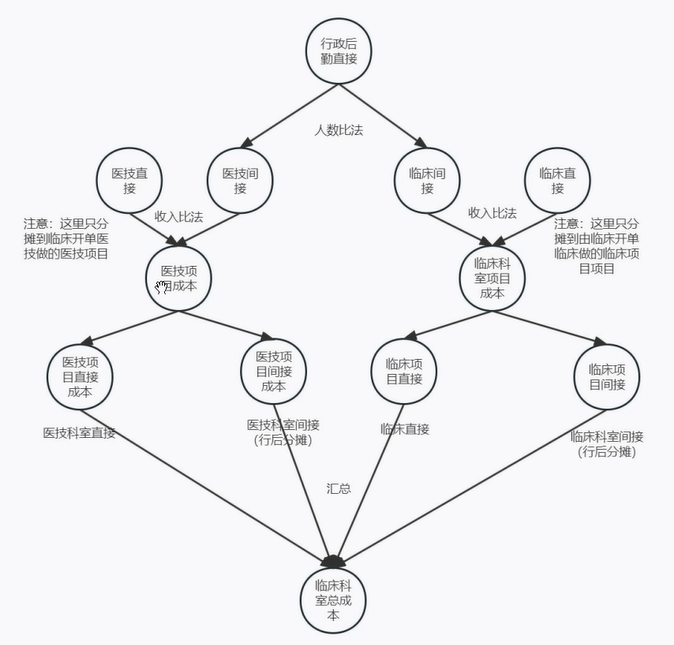 行政后
勤直接
人数比法
医技直
接
医技间
接
临床间
接
临床直
接
收入比法
收入比法
注意：这里只分
摊到临床开单医
技做的医技项目
注意：这里只分
摊到由临床开单
临床做的临床项
目项目
医技项
目成本
临床科
室项目
成本
医技项
目直接
成本
医技项
目间接
成本
临床项
目直接
临床项
目间接
医技科室直接
医技科室间接
（行后分摊）
临床直接
临床科室间接
（行后分摊）
汇总
临床科
室总成
本